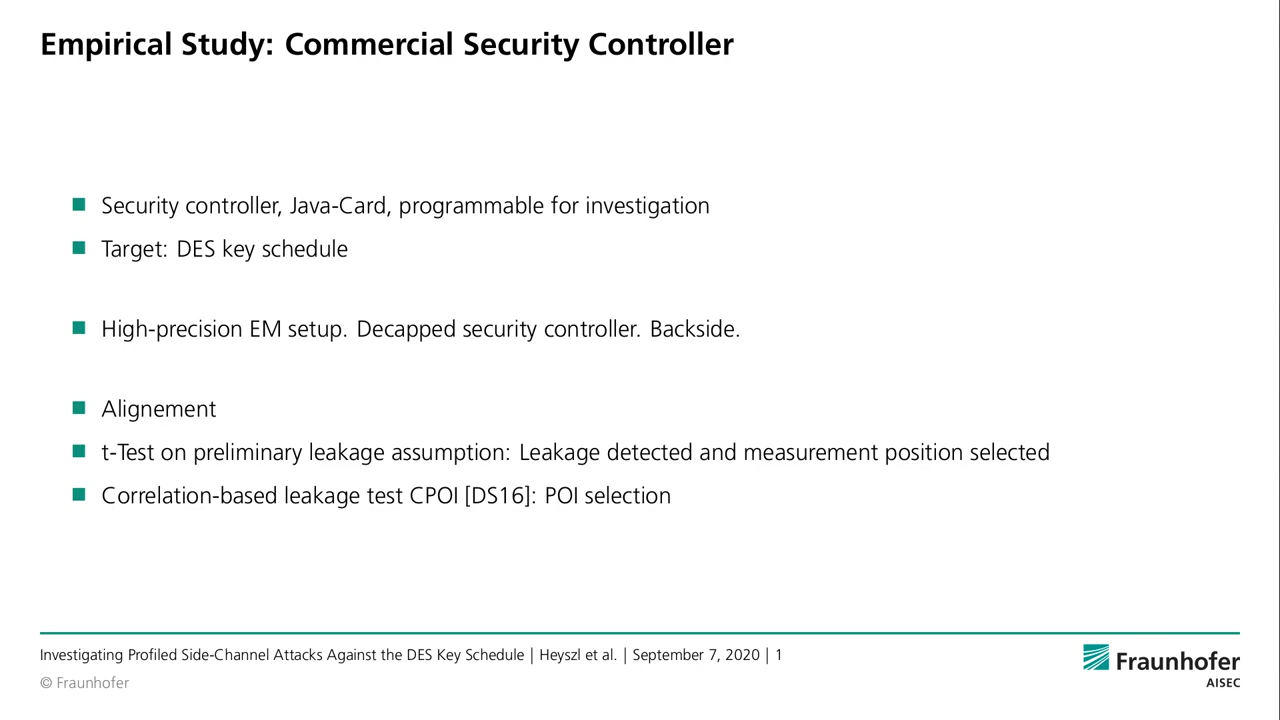 Empirical Study: Commercial Security Controller
Security controller, Java-Card, programmable for investigation
Target: DES key schedule
High-precision EM setup. Decapped security controller. Backside.
Alignement
t-Test on preliminary leakage assumption: Leakage detected and measurement position selected
Correlation-based leakage test CPOI [DS16]: POI selection
Investigating Profiled Side-Channel Attacks Against the DES Key Schedule | Heyszl et al. | September 7, 2020 | 1
© Fraunhofer
Fraunhofer
AISEC